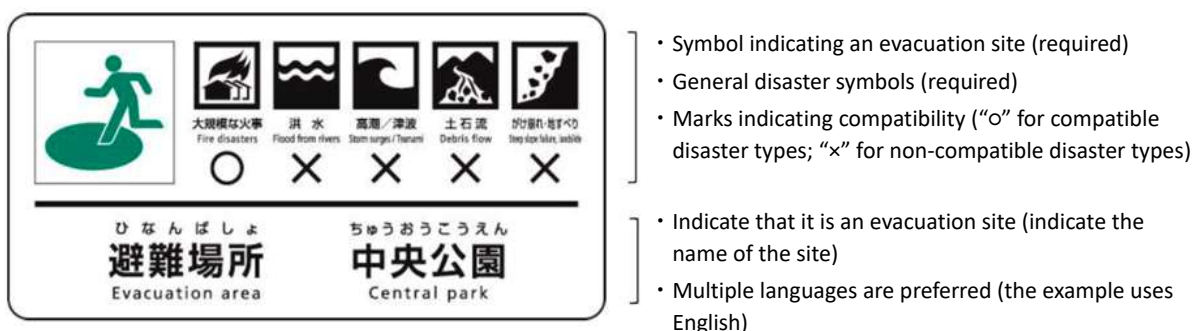 大規模な火事
Fire disasters
○
洪水
Flood from rivers
×
高潮／津波
Storm surges / Tsunami
×
土石流
Debris flow
×
がけ崩れ・地すべり
Steep slope failure, landslide
×
ひなんばしょ
避難場所
Evacuation area
ちゅうおうこうえん
中央公園
Central park
・Symbol indicating an evacuation site (required)
・General disaster symbols (required)
・Marks indicating compatibility (“○” for compatible
disaster types; “×” for non-compatible disaster types)
・Indicate that it is an evacuation site (indicate the
name of the site)
・Multiple languages are preferred (the example uses
English)